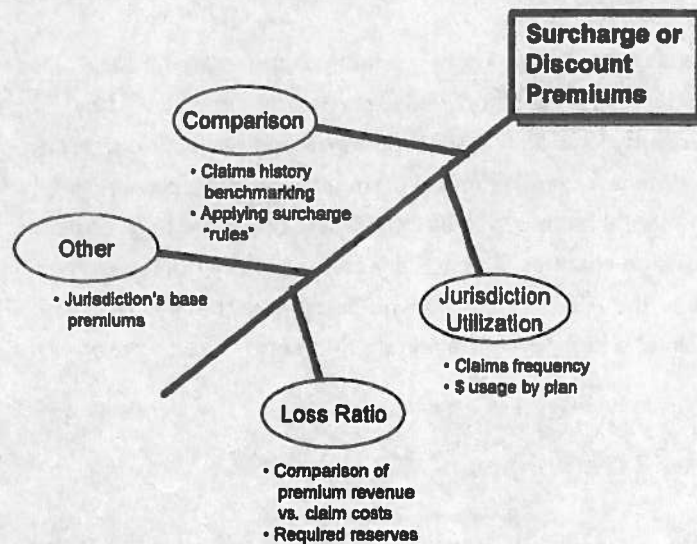 Surcharge or
Discount
Premiums
Comparison
• Claims history
benchmarking
• Applying surcharge
"rules"
Other
• Jurisdiction's base
premiums
Jurisdiction
Utilization
• Claims frequency
• $ usage by plan
Loss Ratio
• Comparison of
premium revenue
vs. claim costs
• Required reserves